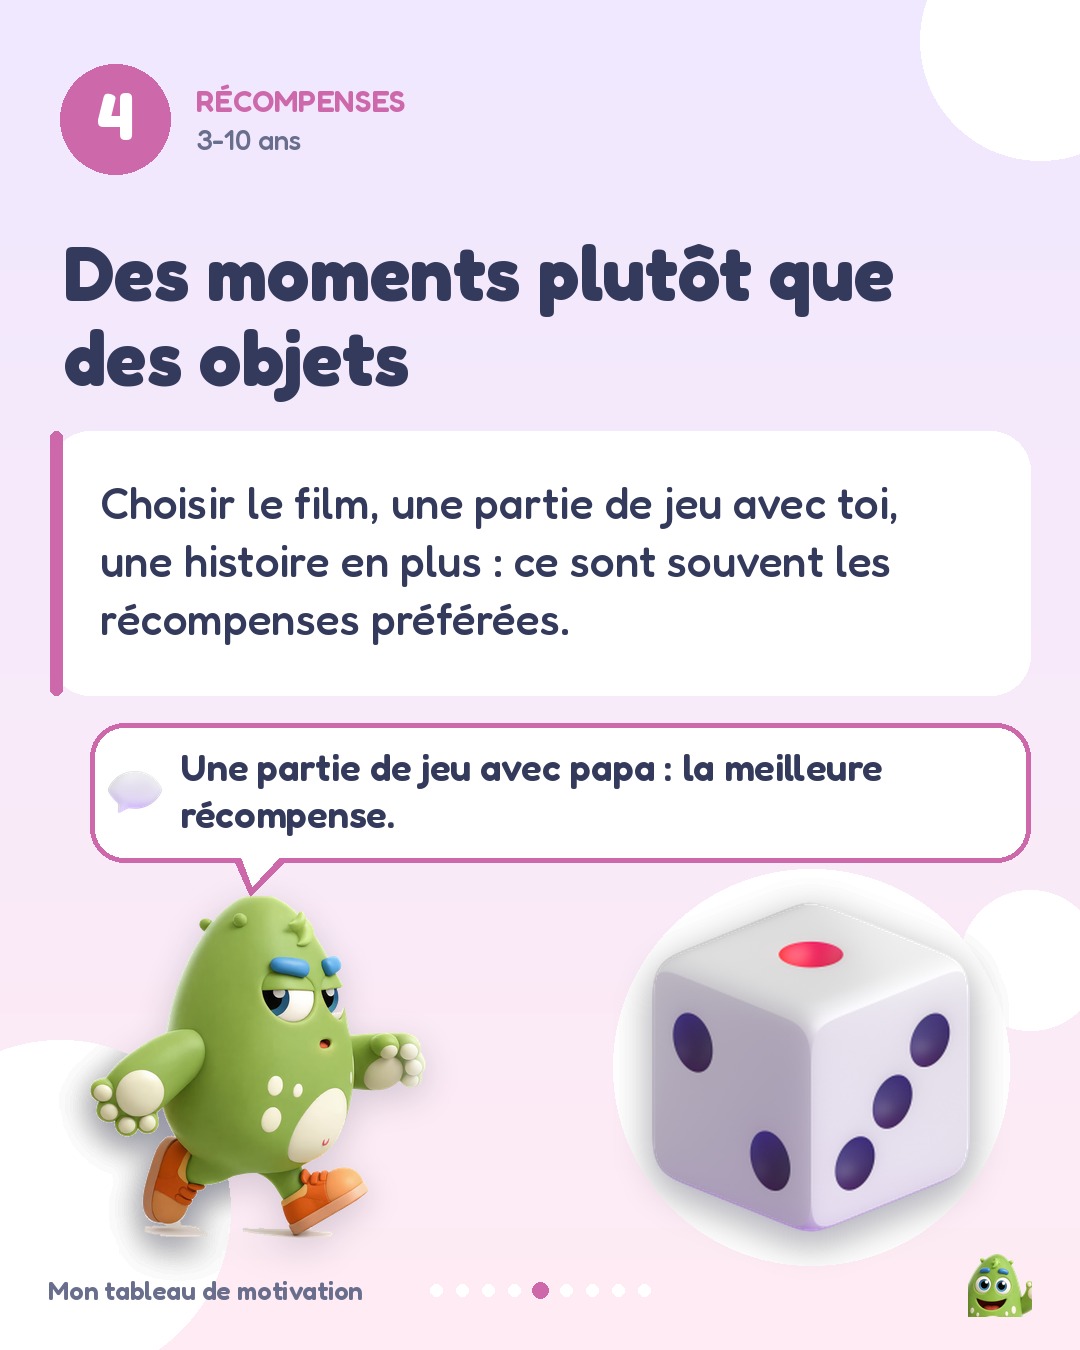 4
RÉCOMPENSES
3-10 ans
Des moments plutôt que
des objets
Choisir le film, une partie de jeu avec toi,
une histoire en plus : ce sont souvent les
récompenses préférées.
Une partie de jeu avec papa : la meilleure
récompense.
Mon tableau de motivation